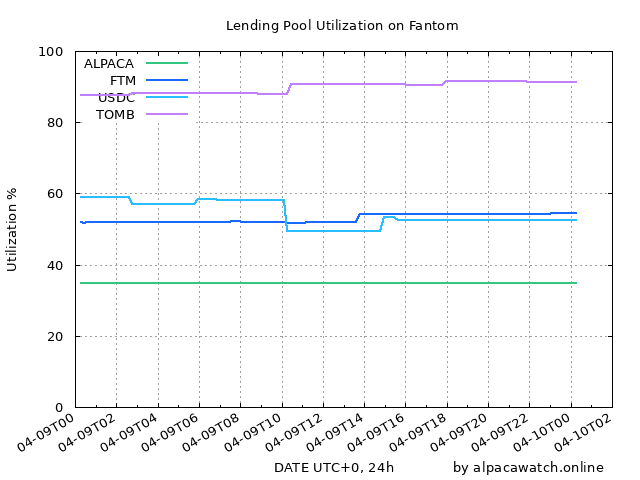 Lending Pool Utilization on Fantom
100
80
60
40
20
0
Utilization %
ALPACA
FTM
USDC
TOMB
04-09T00
04-09T02
04-09T04
04-09T06
04-09T08
04-09T10
04-09T12
04-09T14
04-09T16
04-09T18
04-09T20
04-09T22
04-10T00
04-10T02
DATE UTC+0, 24h
by alpacawatch.online